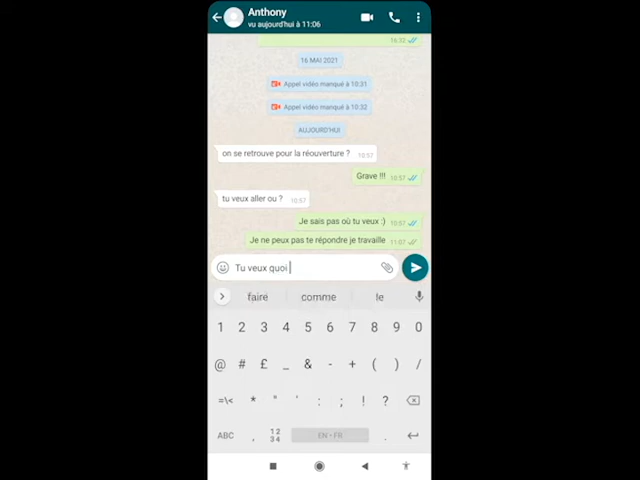 Anthony
vu aujourd'hui à 11:06
16:32
16 MAI 2021
Appel vidéo manqué à 10:31
Appel vidéo manqué à 10:32
AUJOURD'HUI
on se retrouve pour la réouverture ? 10:57
Grave !!! 10:57
tu veux aller ou ? 10:57
Je sais pas où tu veux :) 10:57
Je ne peux pas te répondre je travaille 11:07
Tu veux quoi
faire comme le
1 2 3 4 5 6 7 8 9 0
@ # £ _ & - + ( ) /
=\< * " ' : ; ! ?
ABC , 12 34 EN • FR .